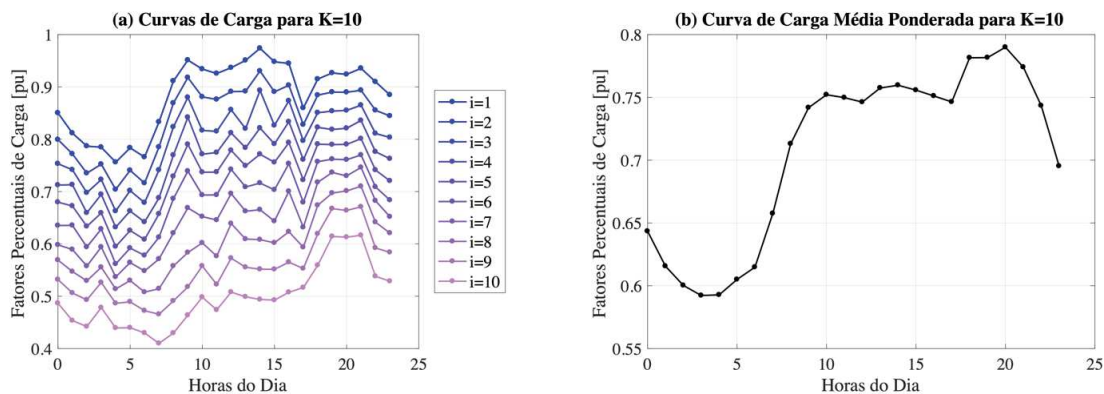 (a) Curvas de Carga para K=10
Fatores Percentuais de Carga [pu]
1
0.9
0.8
0.7
0.6
0.5
0.4
0
5
10
15
20
25
Horas do Dia
i=1
i=2
i=3
i=4
i=5
i=6
i=7
i=8
i=9
i=10
(b) Curva de Carga Média Ponderada para K=10
Fatores Percentuais de Carga [pu]
0.8
0.75
0.7
0.65
0.6
0.55
0
5
10
15
20
25
Horas do Dia